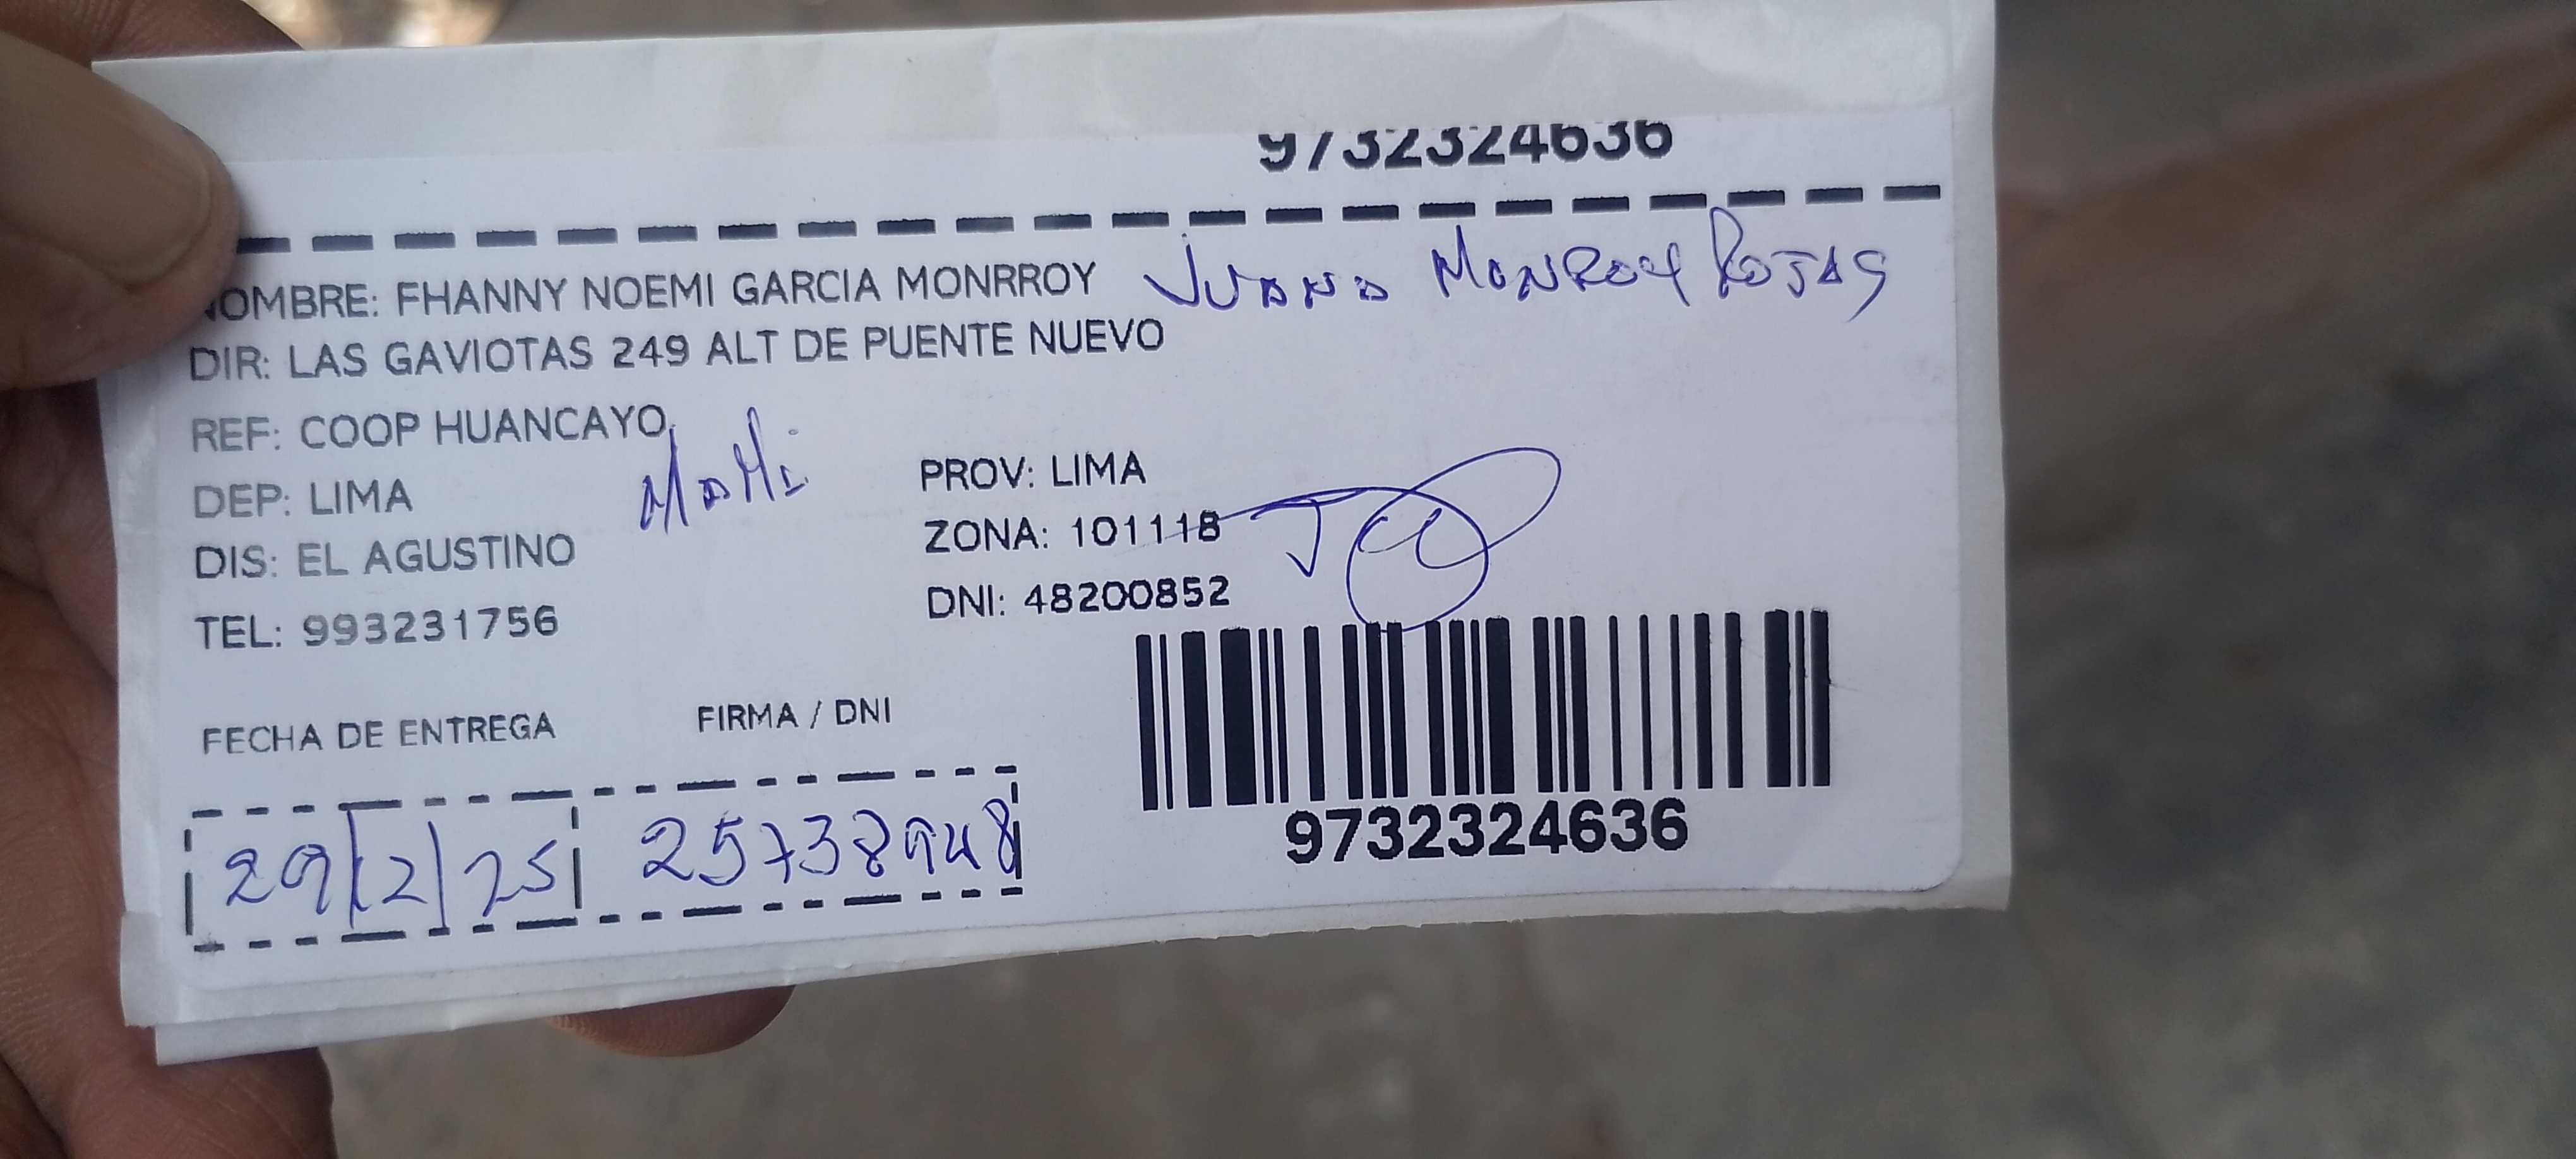 9732324636
NOMBRE: FHANNY NOEMI GARCIA MONRROY Juana Monroy Rojas
DIR: LAS GAVIOTAS 249 ALT DE PUENTE NUEVO
REF: COOP HUANCAYO
Mami
DEP: LIMA PROV: LIMA
DIS: EL AGUSTINO ZONA: 101118
TEL: 993231756 DNI: 48200852
FECHA DE ENTREGA FIRMA / DNI
29/12/25 25738948
9732324636